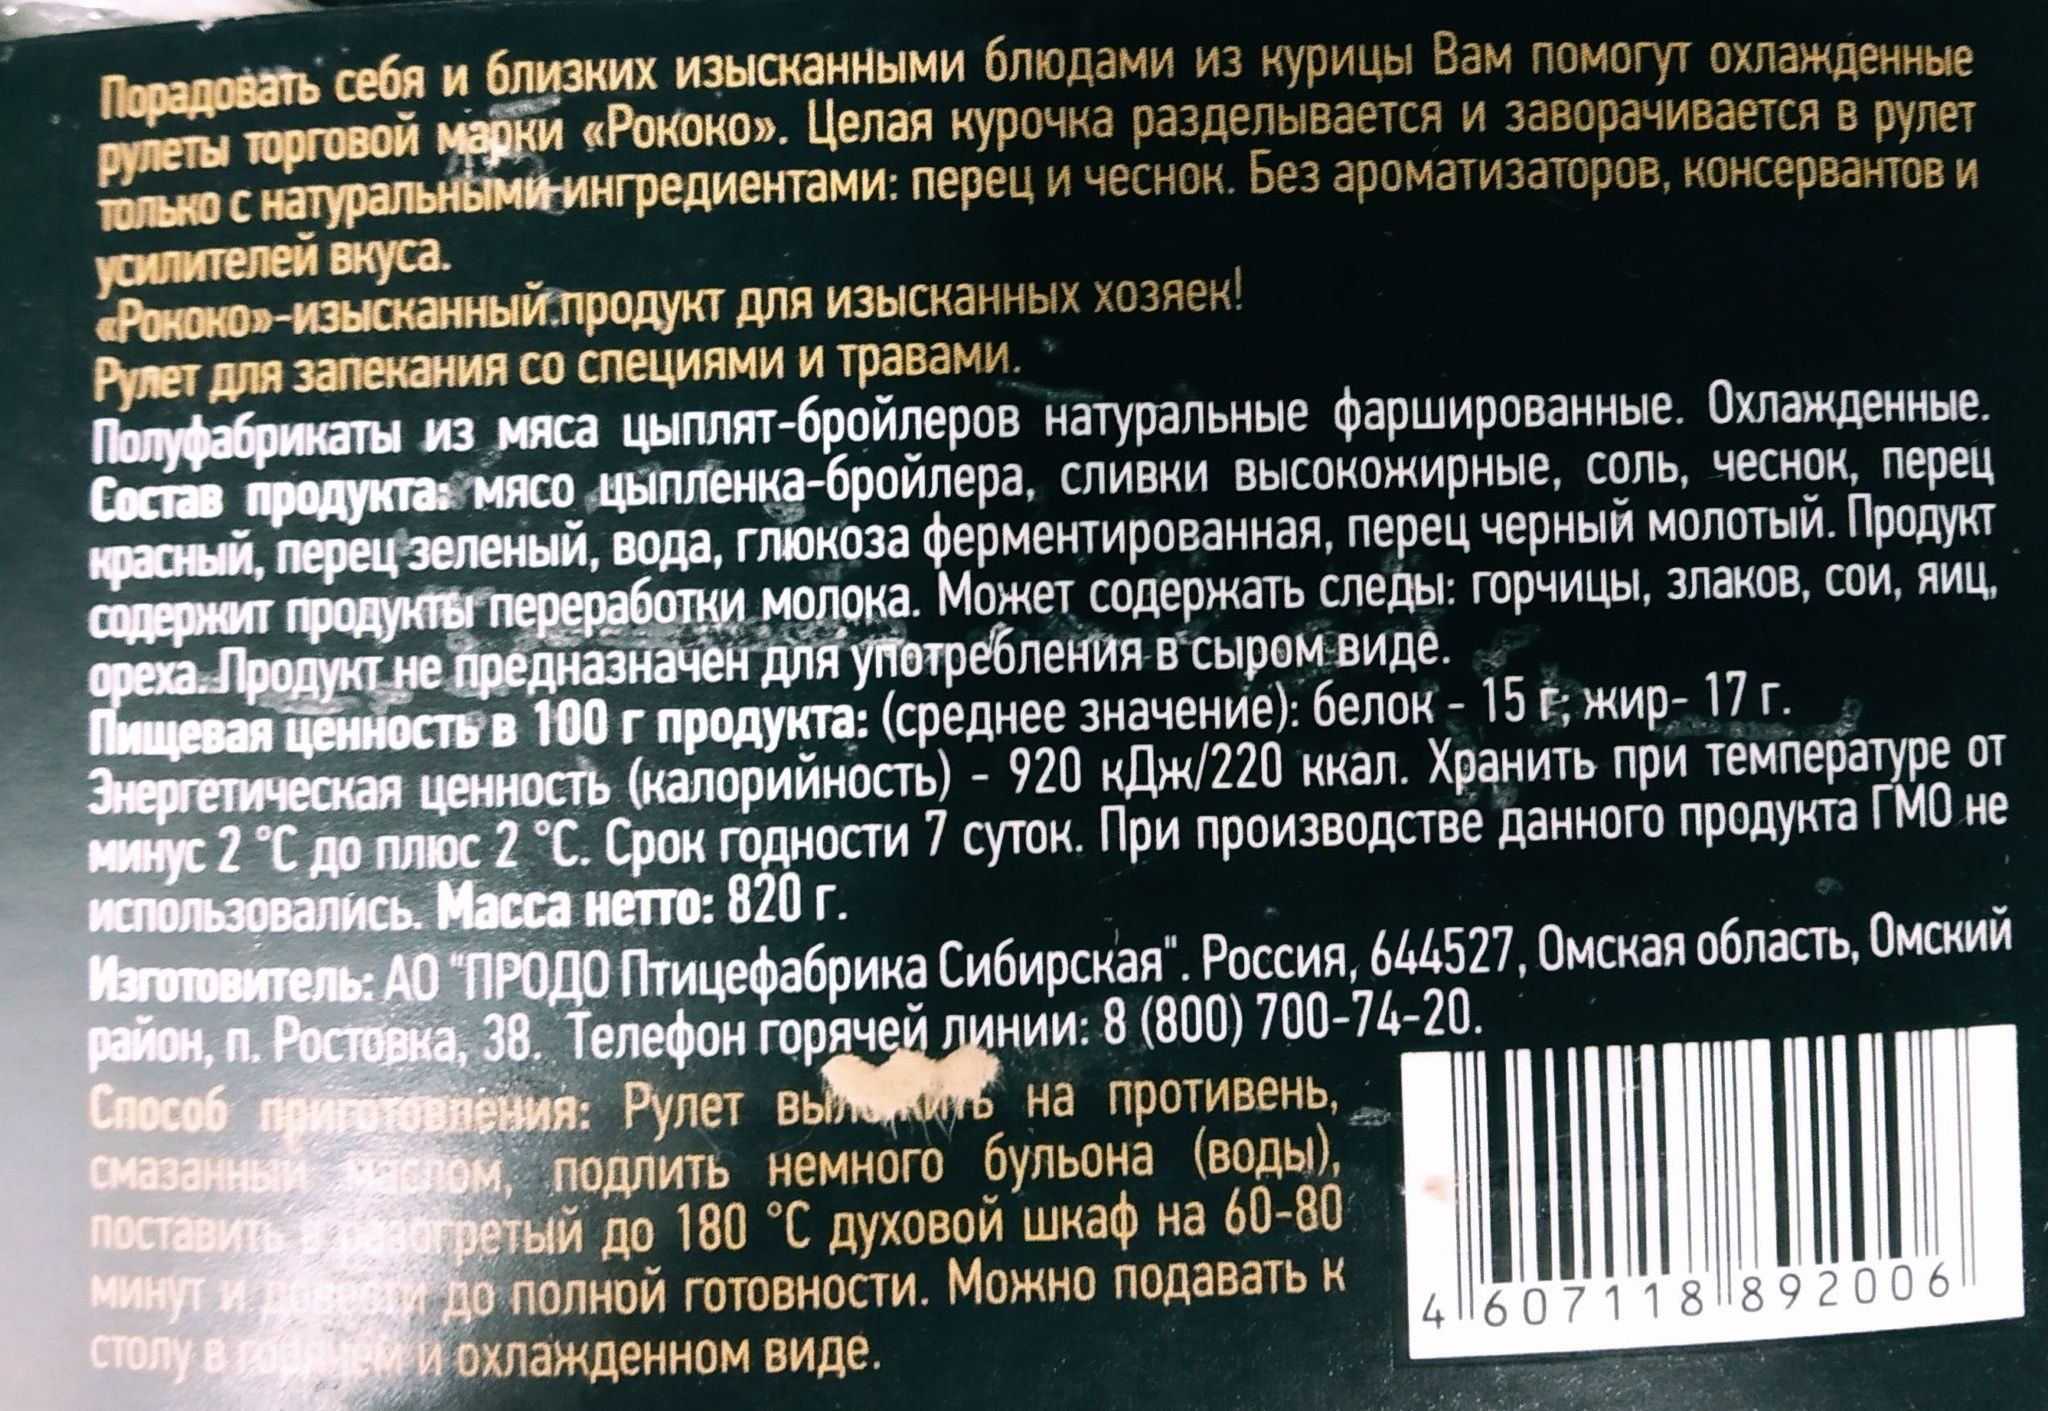 Порадовать себя и близких изысканными блюдами из курицы Вам помогут охлажденные
рулеты торговой марки «Рококо». Целая курочка разделывается и заворачивается в рулет
только с натуральными ингредиентами: перец и чеснок. Без ароматизаторов, консервантов и
усилителей вкуса.
«Рококо»-изысканный продукт для изысканных хозяек!
Рулет для запекания со специями и травами.
Полуфабрикаты из мяса цыплят-бройлеров натуральные фаршированные. Охлажденные.
Состав продукта: мясо цыпленка-бройлера, сливки высокожирные, соль, чеснок, перец
красный, перец зеленый, вода, глюкоза ферментированная, перец черный молотый. Продукт
содержит продукты переработки молока. Может содержать следы: горчицы, злаков, сои, яиц,
ореха. Продукт не предназначен для употребления в сыром виде.
Пищевая ценность в 100 г продукта: (среднее значение): белок - 15 г; жир- 17 г.
Энергетическая ценность (калорийность) - 920 кДж/220 ккал. Хранить при температуре от
минус 2 °С до плюс 2 °С. Срок годности 7 суток. При производстве данного продукта ГМО не
использовались. Масса нетто: 820 г.
Изготовитель: АО "ПРОДО Птицефабрика Сибирская". Россия, 644527, Омская область, Омский
район, п. Ростовка, 38. Телефон горячей линии: 8 (800) 700-74-20.
Способ приготовления: Рулет выложить на противень,
смазанный маслом, подлить немного бульона (воды),
поставить в разогретый до 180 °С духовой шкаф на 60-80
минут и довести до полной готовности. Можно подавать к
столу в горячем и охлажденном виде.
4 607118 892006